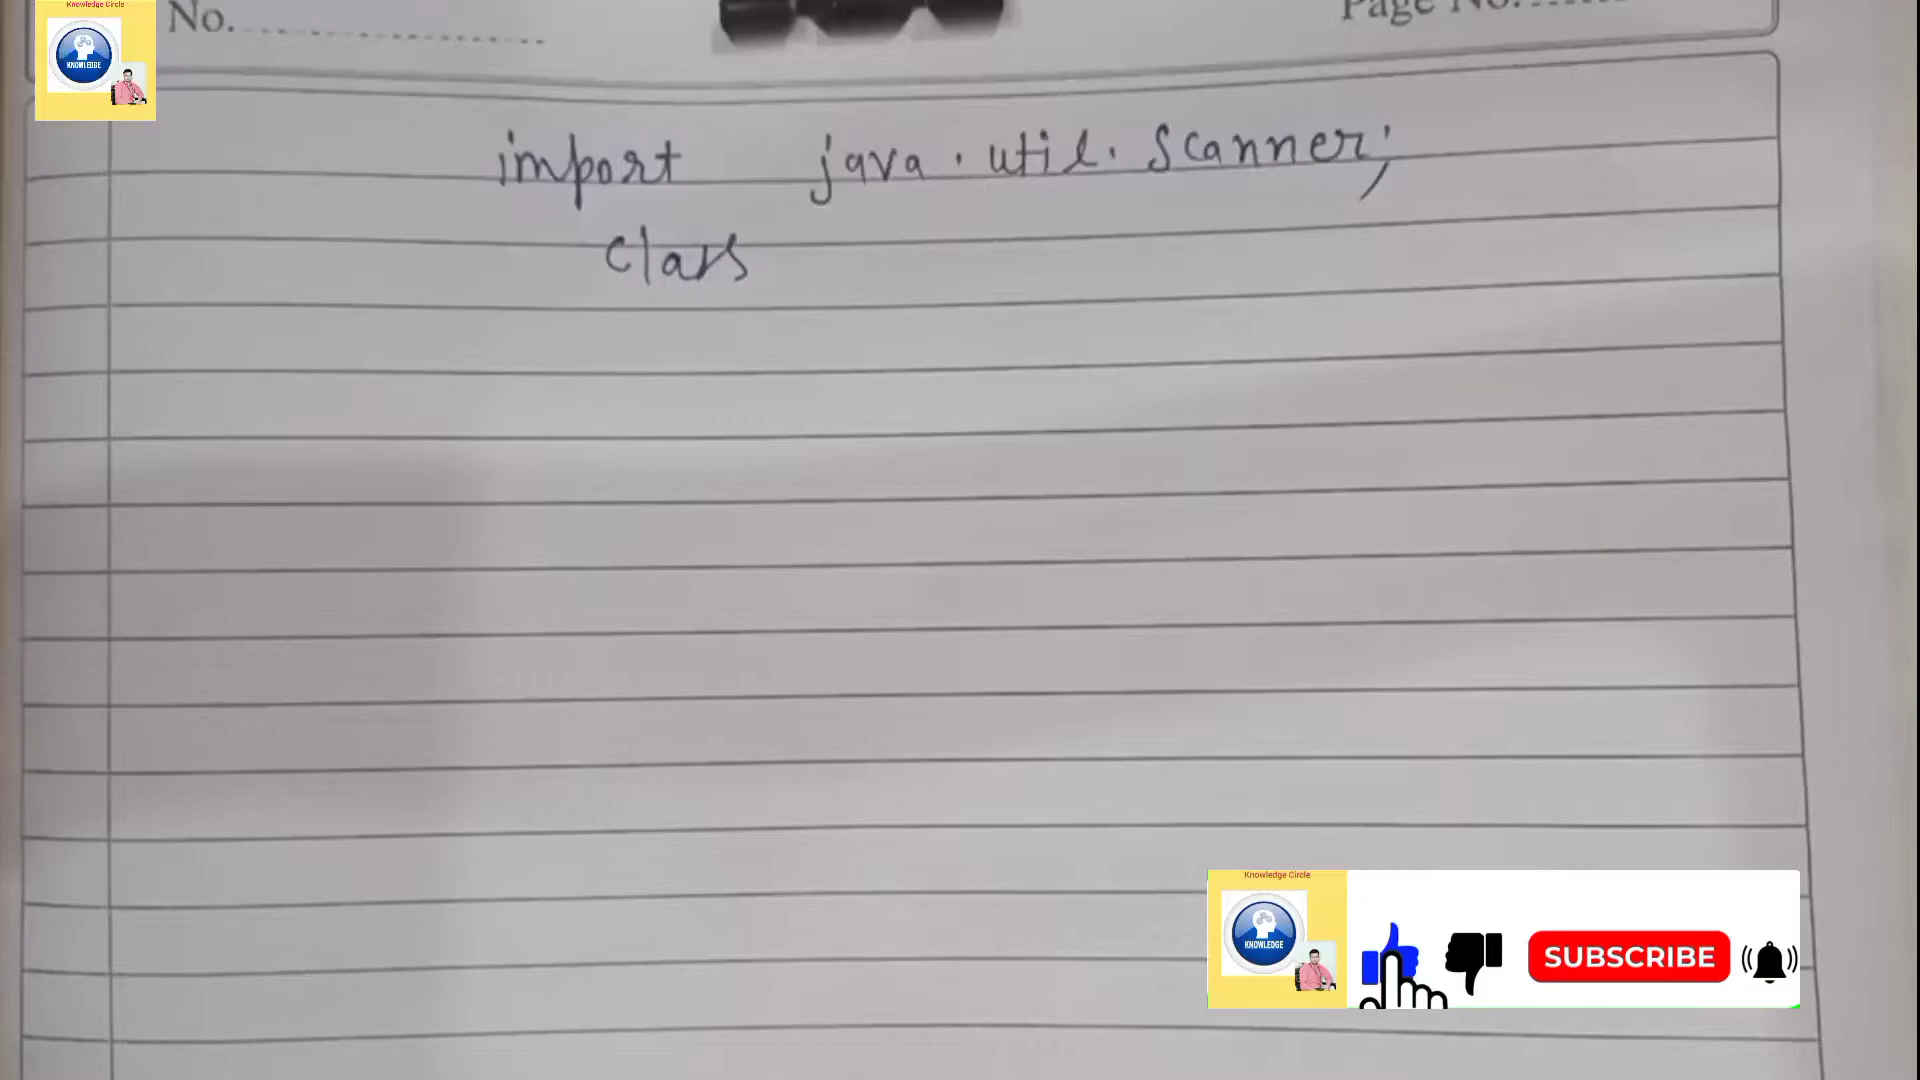 Knowledge Circle
KNOWLEDGE
No.
Page No.
import java.util.Scanner;
class
Knowledge Circle
KNOWLEDGE
SUBSCRIBE